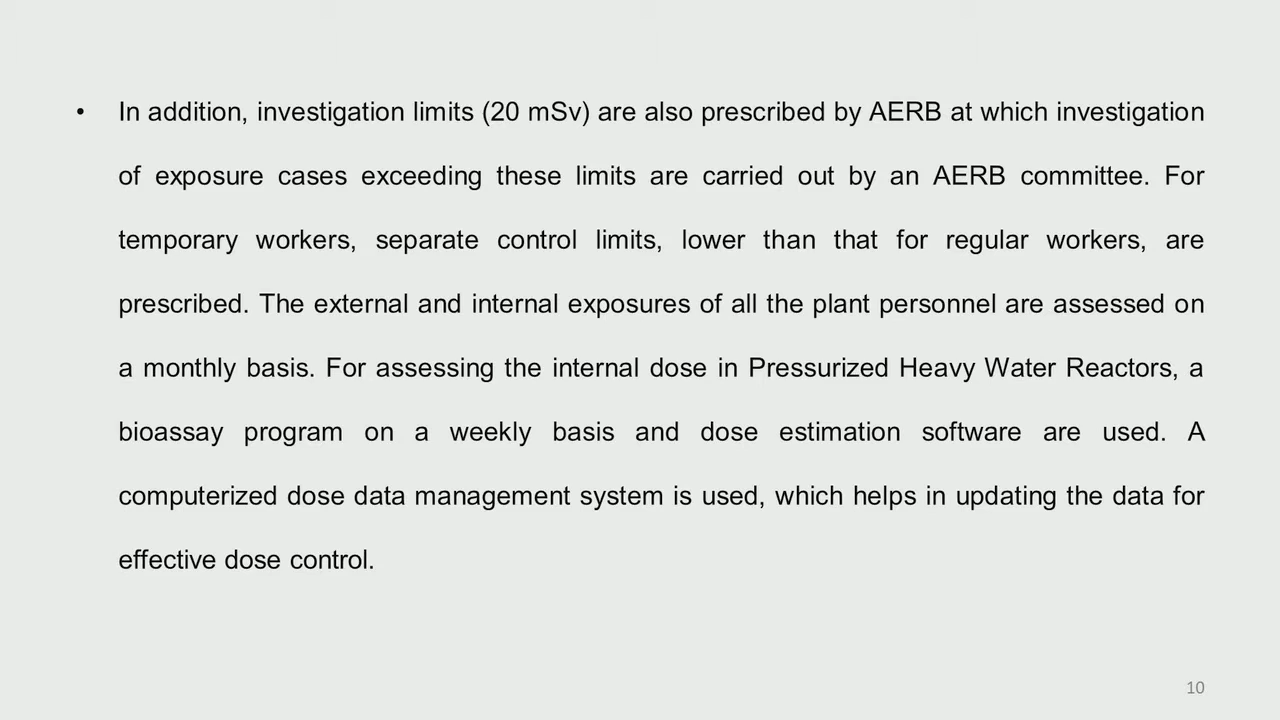 • In addition, investigation limits (20 mSv) are also prescribed by AERB at which investigation
of exposure cases exceeding these limits are carried out by an AERB committee. For
temporary workers, separate control limits, lower than that for regular workers, are
prescribed. The external and internal exposures of all the plant personnel are assessed on
a monthly basis. For assessing the internal dose in Pressurized Heavy Water Reactors, a
bioassay program on a weekly basis and dose estimation software are used. A
computerized dose data management system is used, which helps in updating the data for
effective dose control.
10